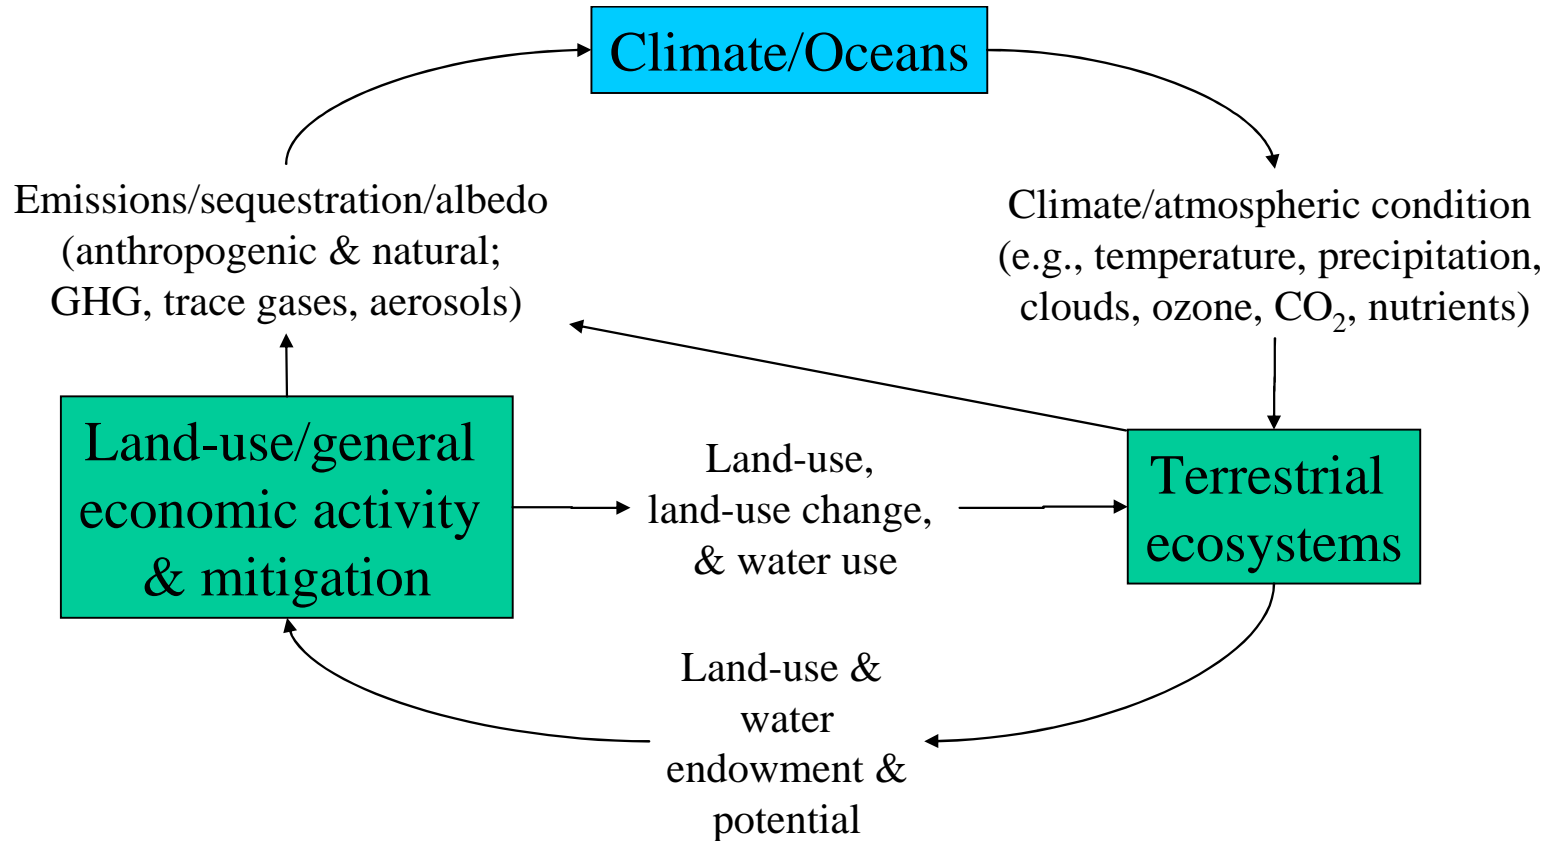 Climate/Oceans
Emissions/sequestration/albedo
(anthropogenic & natural;
GHG, trace gases, aerosols)
Climate/atmospheric condition
(e.g., temperature, precipitation,
clouds, ozone, CO₂, nutrients)
Land-use/general
economic activity
& mitigation
Land-use,
land-use change,
& water use
Terrestrial
ecosystems
Land-use &
water
endowment &
potential